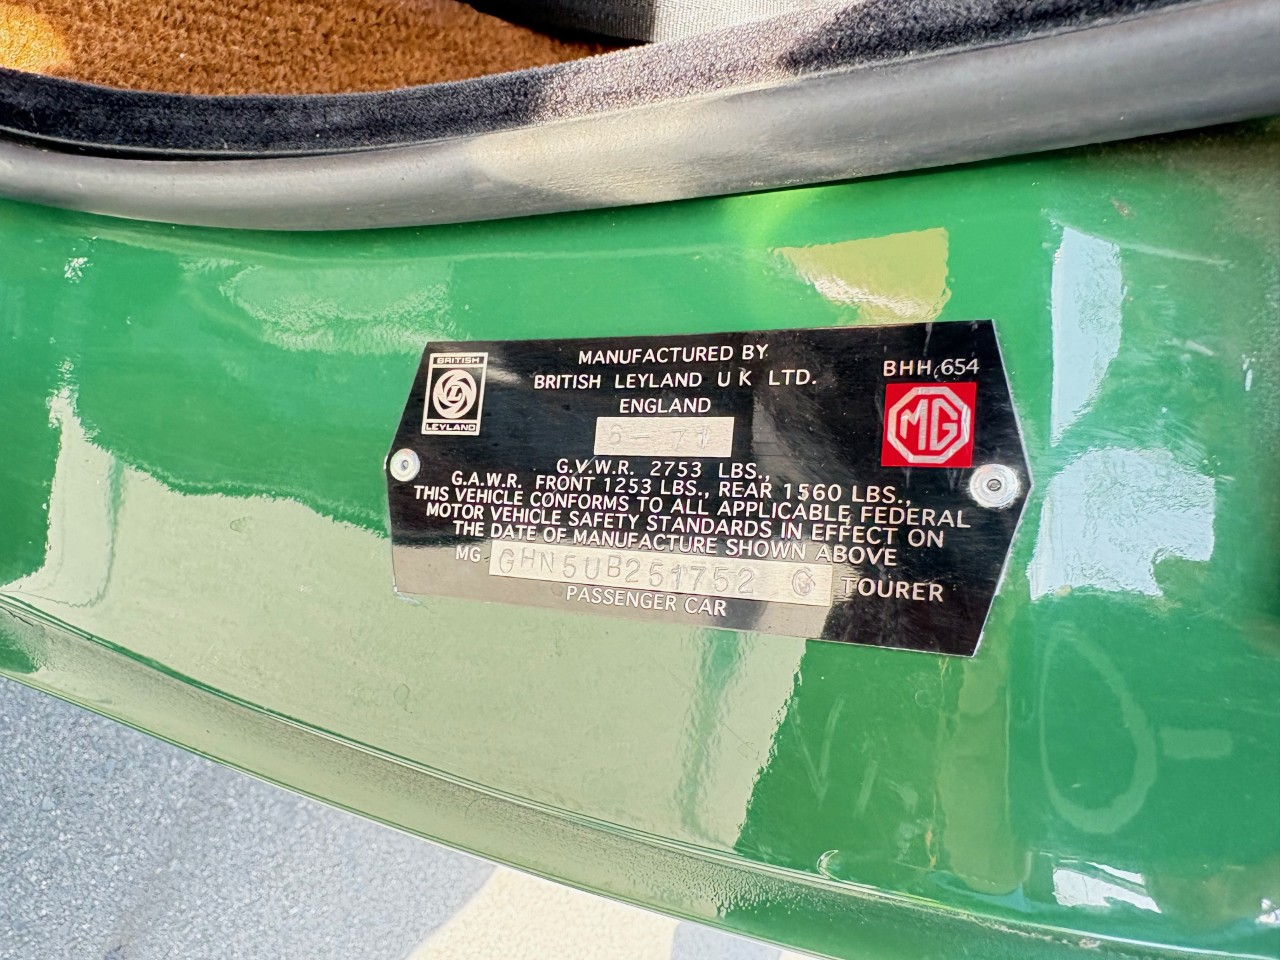 BRITISH
LEYLAND
MANUFACTURED BY
BRITISH LEYLAND U K LTD.
ENGLAND
BHH 654
MG
6-71
G.V.W.R. 2753 LBS.,
G.A.W.R. FRONT 1253 LBS., REAR 1560 LBS.,
THIS VEHICLE CONFORMS TO ALL APPLICABLE FEDERAL
MOTOR VEHICLE SAFETY STANDARDS IN EFFECT ON
THE DATE OF MANUFACTURE SHOWN ABOVE
MG GHN5UB251752 G TOURER
PASSENGER CAR